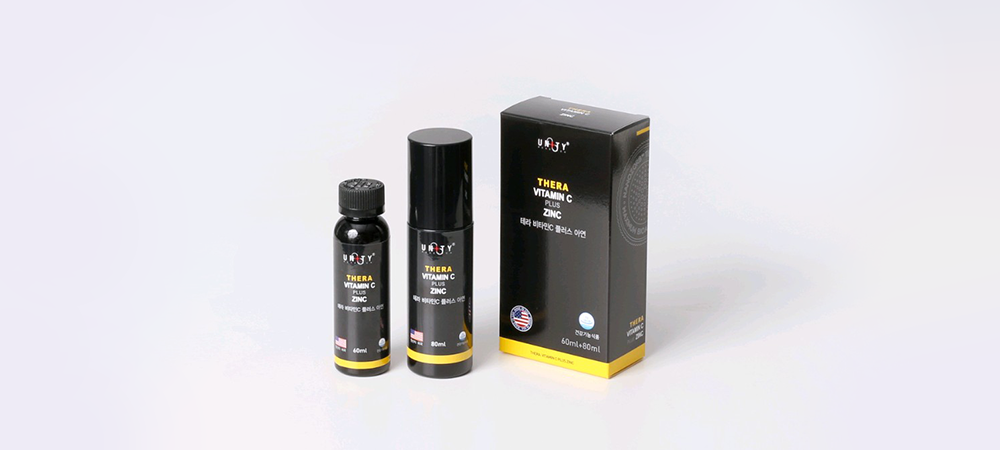 UNITY
THERA
VITAMIN C
PLUS
ZINC
테라 비타민C 플러스 아연
60ml
UNITY
THERA
VITAMIN C
PLUS
ZINC
테라 비타민C 플러스 아연
80ml
UNITY
THERA
VITAMIN C
PLUS
ZINC
테라 비타민C 플러스 아연
건강기능식품
60ml+80ml
THERA
VITAMIN C
PLUS
ZINC